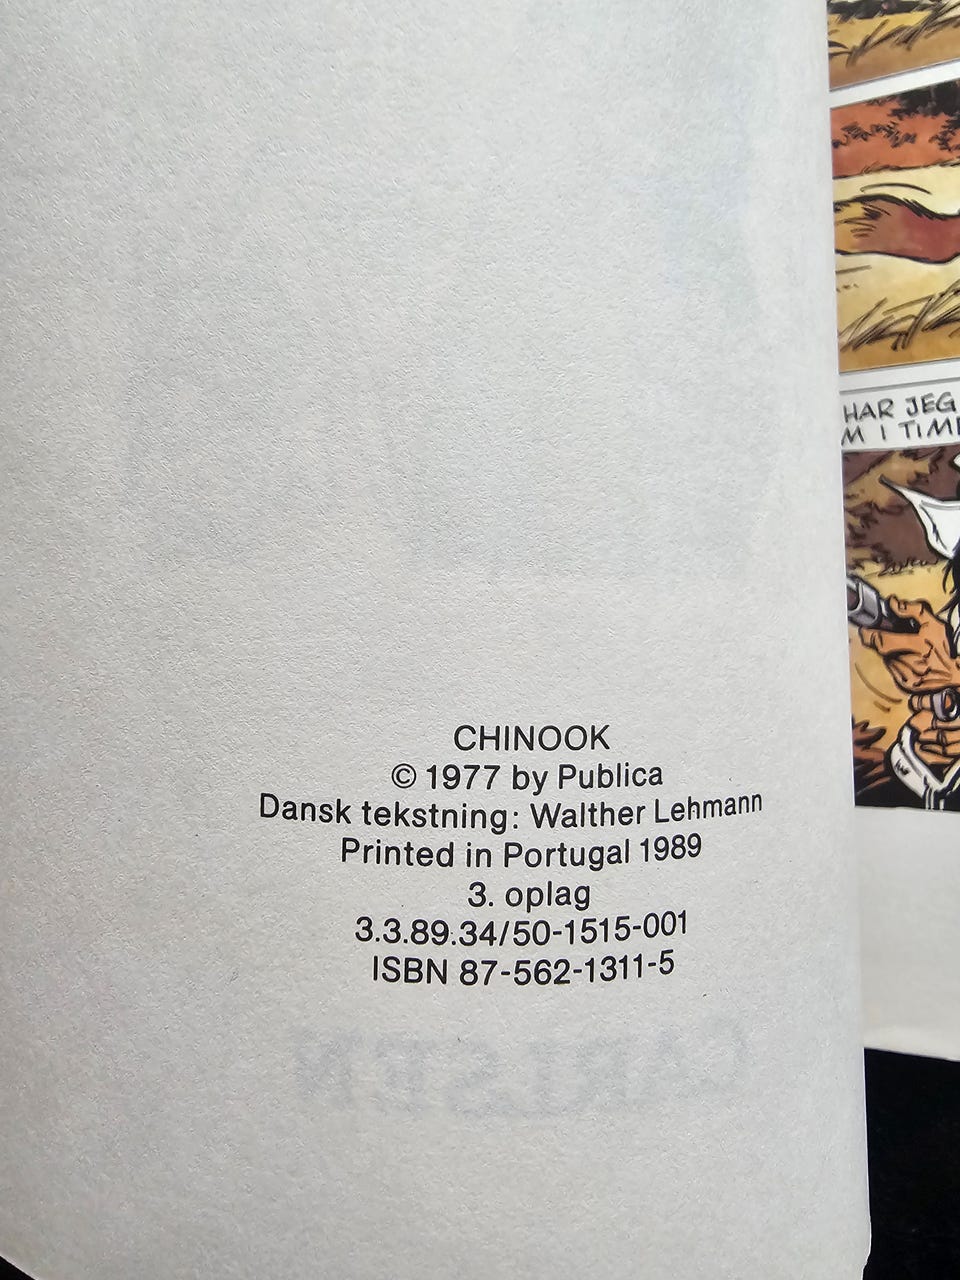 CHINOOK
© 1977 by Publica
Dansk tekstning: Walther Lehmann
Printed in Portugal 1989
3. oplag
3.3.89.34/50-1515-001
ISBN 87-562-1311-5
CARLSEN
HAR JEG
M I TIM